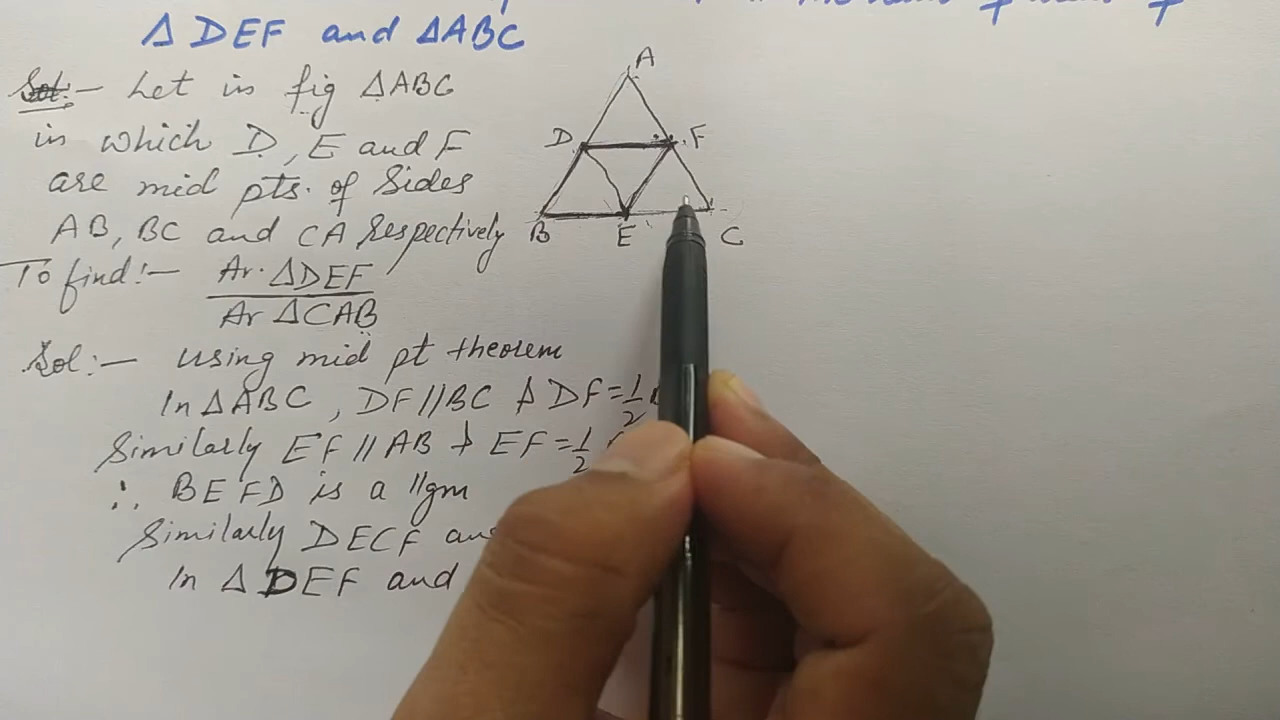 Δ DEF and ΔABC
Sol:- Let in fig ΔABC
in which D, E and F
are mid pts. of Sides
AB, BC and CA respectively
To find:- Ar. ΔDEF
Ar ΔCAB
Sol:- using mid pt theorem
In ΔABC, DF//BC & DF=1/2
Similarly EF // AB & EF=1/2
∴ BEFD is a //gm
Similarly DECF
In Δ DEF and
A
D F
B E C